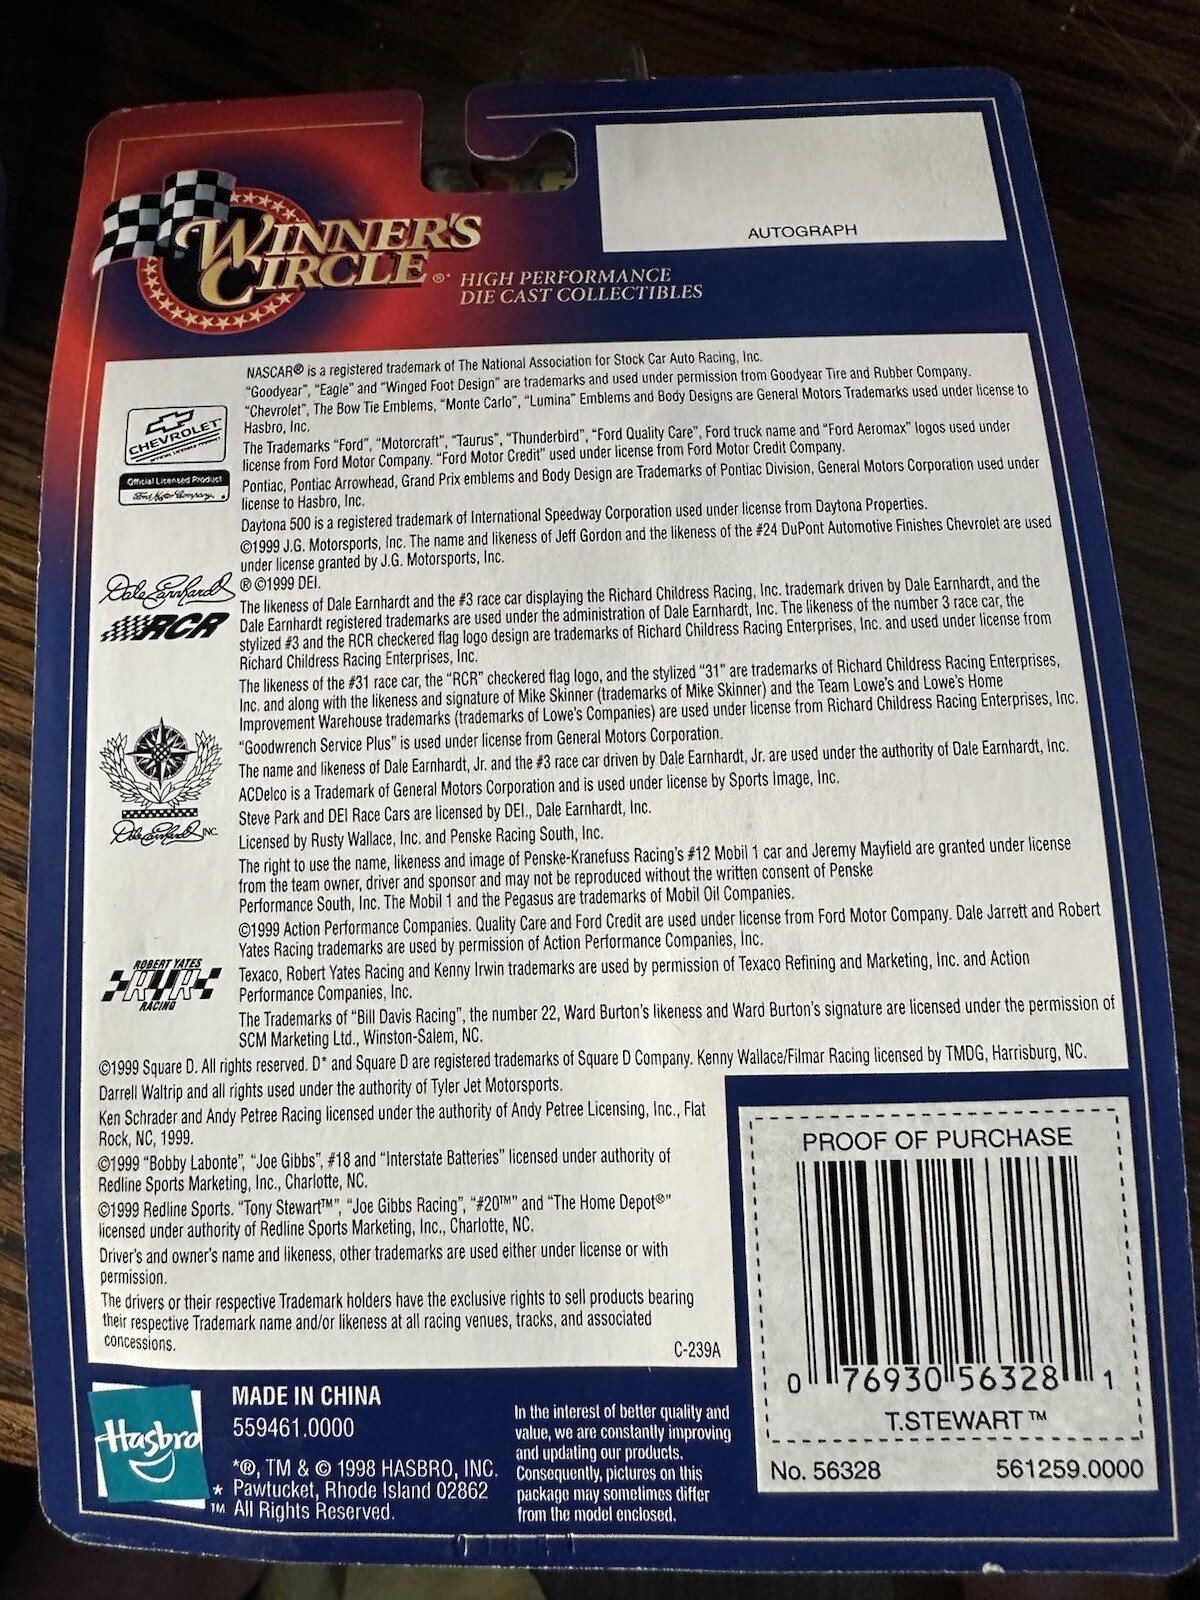 AUTOGRAPH
WINNER'S
CIRCLE®*
HIGH PERFORMANCE
DIE CAST COLLECTIBLES
NASCAR® is a registered trademark of The National Association for Stock Car Auto Racing, Inc.
"Goodyear", "Eagle" and "Winged Foot Design" are trademarks and used under permission from Goodyear Tire and Rubber Company.
"Chevrolet", The Bow Tie Emblems, "Monte Carlo", "Lumina" Emblems and Body Designs are General Motors Trademarks used under license to
Hasbro, Inc.
CHEVROLET
The Trademarks "Ford", "Motorcraft", "Taurus", "Thunderbird", "Ford Quality Care", Ford truck name and "Ford Aeromax" logos used under
license from Ford Motor Company. "Ford Motor Credit" used under license from Ford Motor Credit Company.
Official Licensed Product
Ford Motor Company.
Pontiac, Pontiac Arrowhead, Grand Prix emblems and Body Design are Trademarks of Pontiac Division, General Motors Corporation used under
license to Hasbro, Inc.
Daytona 500 is a registered trademark of International Speedway Corporation used under license from Daytona Properties.
©1999 J.G. Motorsports, Inc. The name and likeness of Jeff Gordon and the likeness of the #24 DuPont Automotive Finishes Chevrolet are used
under license granted by J.G. Motorsports, Inc.
Dale Earnhardt ® ©1999 DEI.
RCR
The likeness of Dale Earnhardt and the #3 race car displaying the Richard Childress Racing, Inc. trademark driven by Dale Earnhardt, and the
Dale Earnhardt registered trademarks are used under the administration of Dale Earnhardt, Inc. The likeness of the number 3 race car, the
stylized #3 and the RCR checkered flag logo design are trademarks of Richard Childress Racing Enterprises, Inc. and used under license from
Richard Childress Racing Enterprises, Inc.
The likeness of the #31 race car, the "RCR" checkered flag logo, and the stylized "31" are trademarks of Richard Childress Racing Enterprises,
Inc. and along with the likeness and signature of Mike Skinner (trademarks of Mike Skinner) and the Team Lowe's and Lowe's Home
Improvement Warehouse trademarks (trademarks of Lowe's Companies) are used under license from Richard Childress Racing Enterprises, Inc.
"Goodwrench Service Plus" is used under license from General Motors Corporation.
The name and likeness of Dale Earnhardt, Jr. and the #3 race car driven by Dale Earnhardt, Jr. are used under the authority of Dale Earnhardt, Inc.
ACDelco is a Trademark of General Motors Corporation and is used under license by Sports Image, Inc.
Steve Park and DEI Race Cars are licensed by DEI., Dale Earnhardt, Inc.
Dale Earnhardt INC.
Licensed by Rusty Wallace, Inc. and Penske Racing South, Inc.
The right to use the name, likeness and image of Penske-Kranefuss Racing's #12 Mobil 1 car and Jeremy Mayfield are granted under license
from the team owner, driver and sponsor and may not be reproduced without the written consent of Penske
Performance South, Inc. The Mobil 1 and the Pegasus are trademarks of Mobil Oil Companies.
©1999 Action Performance Companies. Quality Care and Ford Credit are used under license from Ford Motor Company. Dale Jarrett and Robert
Yates Racing trademarks are used by permission of Action Performance Companies, Inc.
ROBERT YATES
RYR
RACING
Texaco, Robert Yates Racing and Kenny Irwin trademarks are used by permission of Texaco Refining and Marketing, Inc. and Action
Performance Companies, Inc.
The Trademarks of "Bill Davis Racing", the number 22, Ward Burton's likeness and Ward Burton's signature are licensed under the permission of
SCM Marketing Ltd., Winston-Salem, NC.
©1999 Square D. All rights reserved. D* and Square D are registered trademarks of Square D Company. Kenny Wallace/Filmar Racing licensed by TMDG, Harrisburg, NC.
Darrell Waltrip and all rights used under the authority of Tyler Jet Motorsports.
Ken Schrader and Andy Petree Racing licensed under the authority of Andy Petree Licensing, Inc., Flat
Rock, NC, 1999.
©1999 "Bobby Labonte", "Joe Gibbs", #18 and "Interstate Batteries" licensed under authority of
Redline Sports Marketing, Inc., Charlotte, NC.
©1999 Redline Sports. "Tony Stewart™", "Joe Gibbs Racing", "#20™" and "The Home Depot®"
licensed under authority of Redline Sports Marketing, Inc., Charlotte, NC.
Driver's and owner's name and likeness, other trademarks are used either under license or with
permission.
The drivers or their respective Trademark holders have the exclusive rights to sell products bearing
their respective Trademark name and/or likeness at all racing venues, tracks, and associated
concessions.
C-239A
PROOF OF PURCHASE
0 76930 56328 1
T.STEWART™
No. 56328 561259.0000
Hasbro
MADE IN CHINA
559461.0000
*®, TM & © 1998 HASBRO, INC.
* Pawtucket, Rhode Island 02862
™ All Rights Reserved.
In the interest of better quality and
value, we are constantly improving
and updating our products.
Consequently, pictures on this
package may sometimes differ
from the model enclosed.